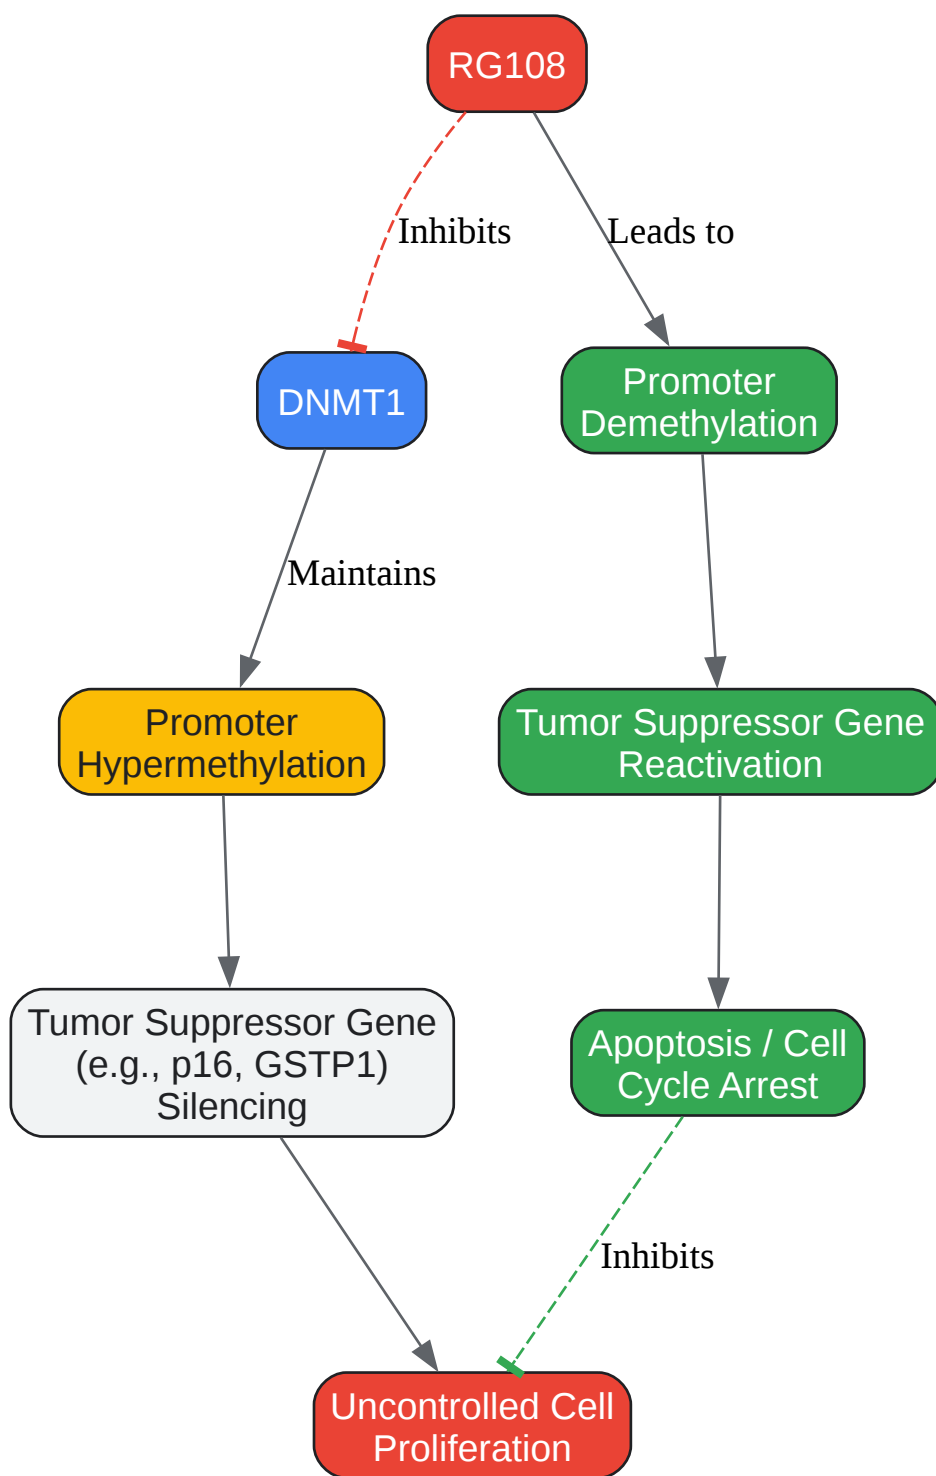 RG108
Inhibits
Leads to
DNMT1
Promoter
Demethylation
Maintains
Promoter
Hypermethylation
Tumor Suppressor Gene
Reactivation
Tumor Suppressor Gene
(e.g., p16, GSTP1)
Silencing
Apoptosis / Cell
Cycle Arrest
Inhibits
Uncontrolled Cell
Proliferation